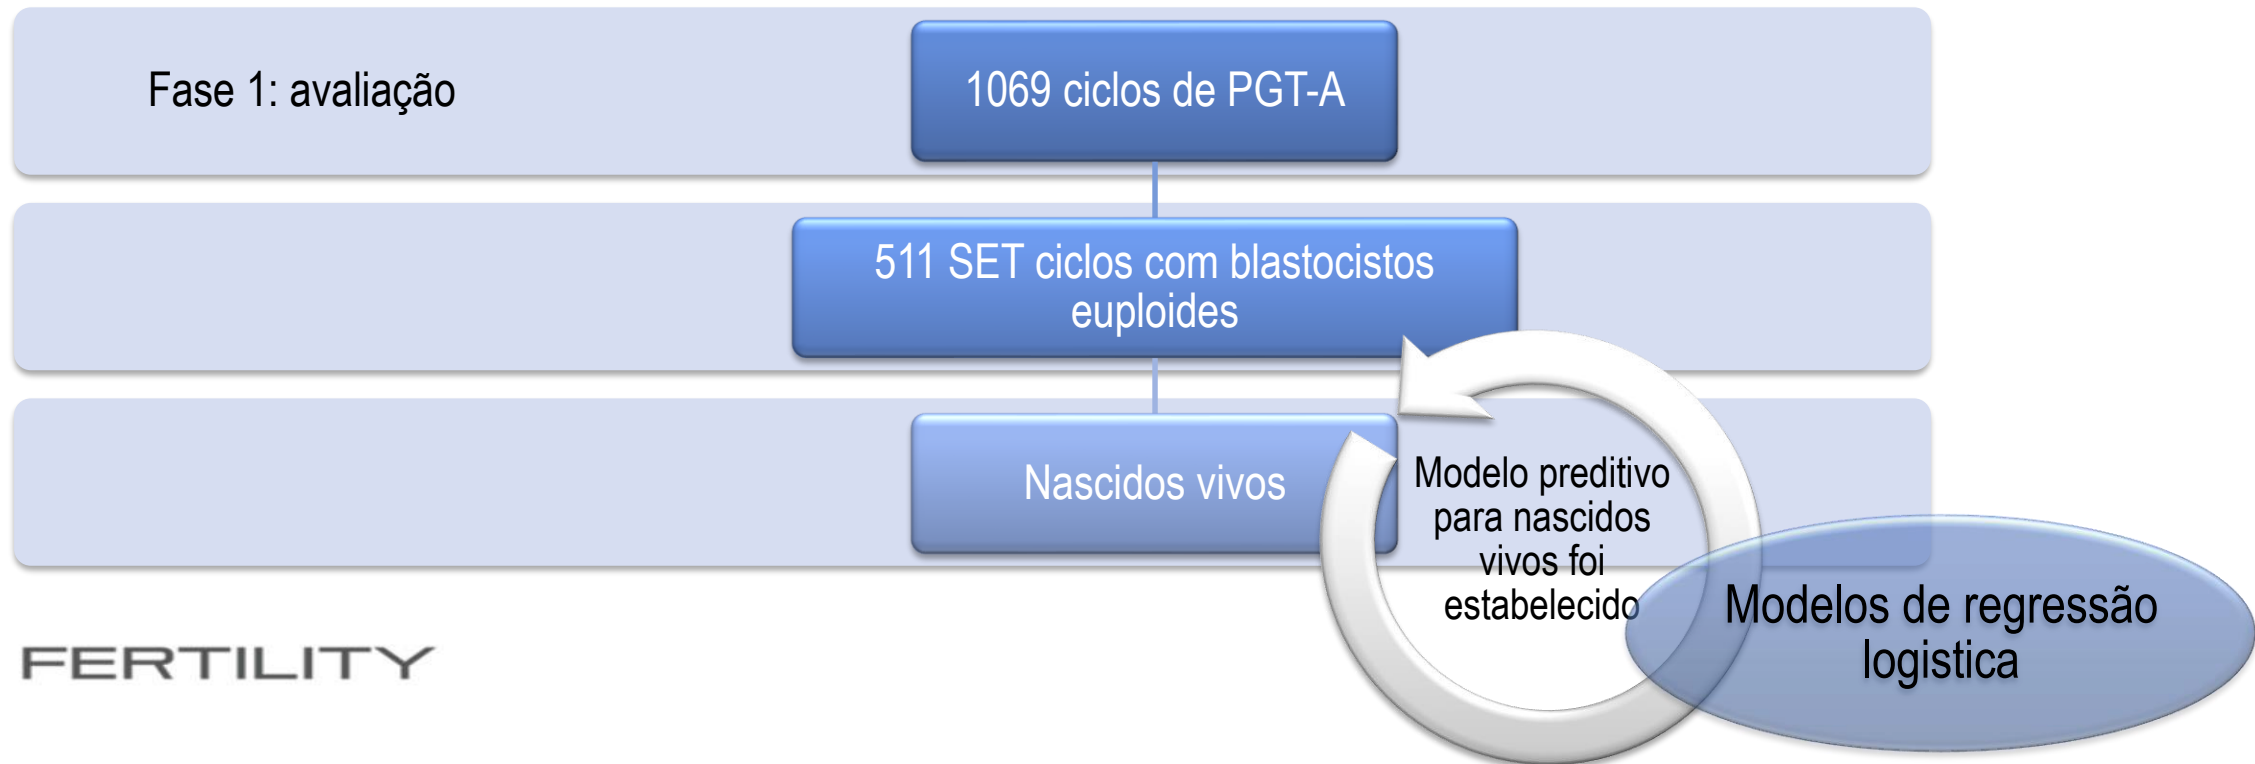 Fase 1: avaliação
1069 ciclos de PGT-A
511 SET ciclos com blastocistos
euploides
Nascidos vivos
Modelo preditivo
para nascidos
vivos foi
estabelecido
Modelos de regressão
logistica
FERTILITY